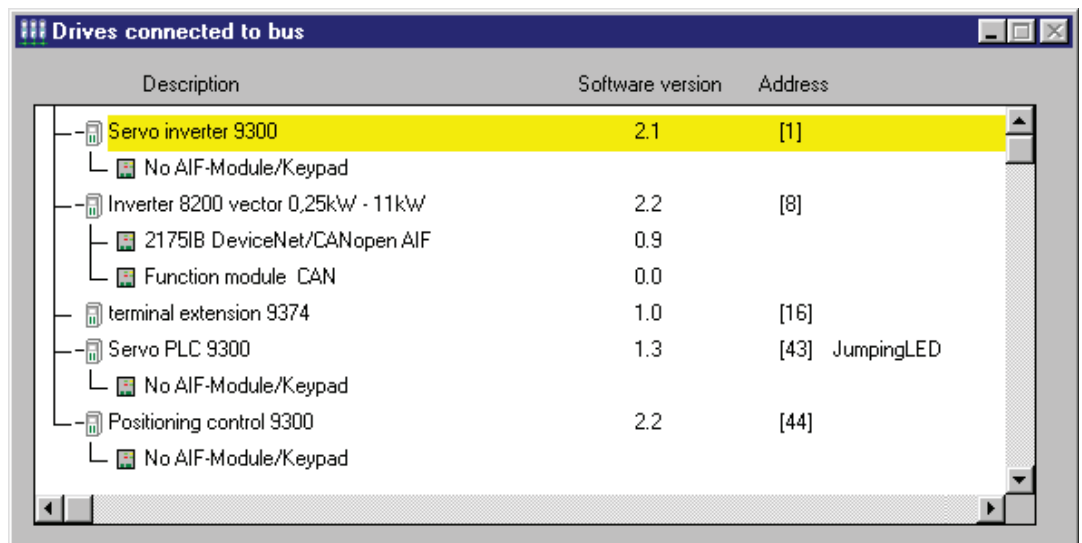 Drives connected to bus
Description Software version Address
Servo inverter 9300 2.1 [1]
No AIF-Module/Keypad
Inverter 8200 vector 0,25kW - 11kW 2.2 [8]
2175IB DeviceNet/CANopen AIF 0.9
Function module CAN 0.0
terminal extension 9374 1.0 [16]
Servo PLC 9300 1.3 [43] JumpingLED
No AIF-Module/Keypad
Positioning control 9300 2.2 [44]
No AIF-Module/Keypad